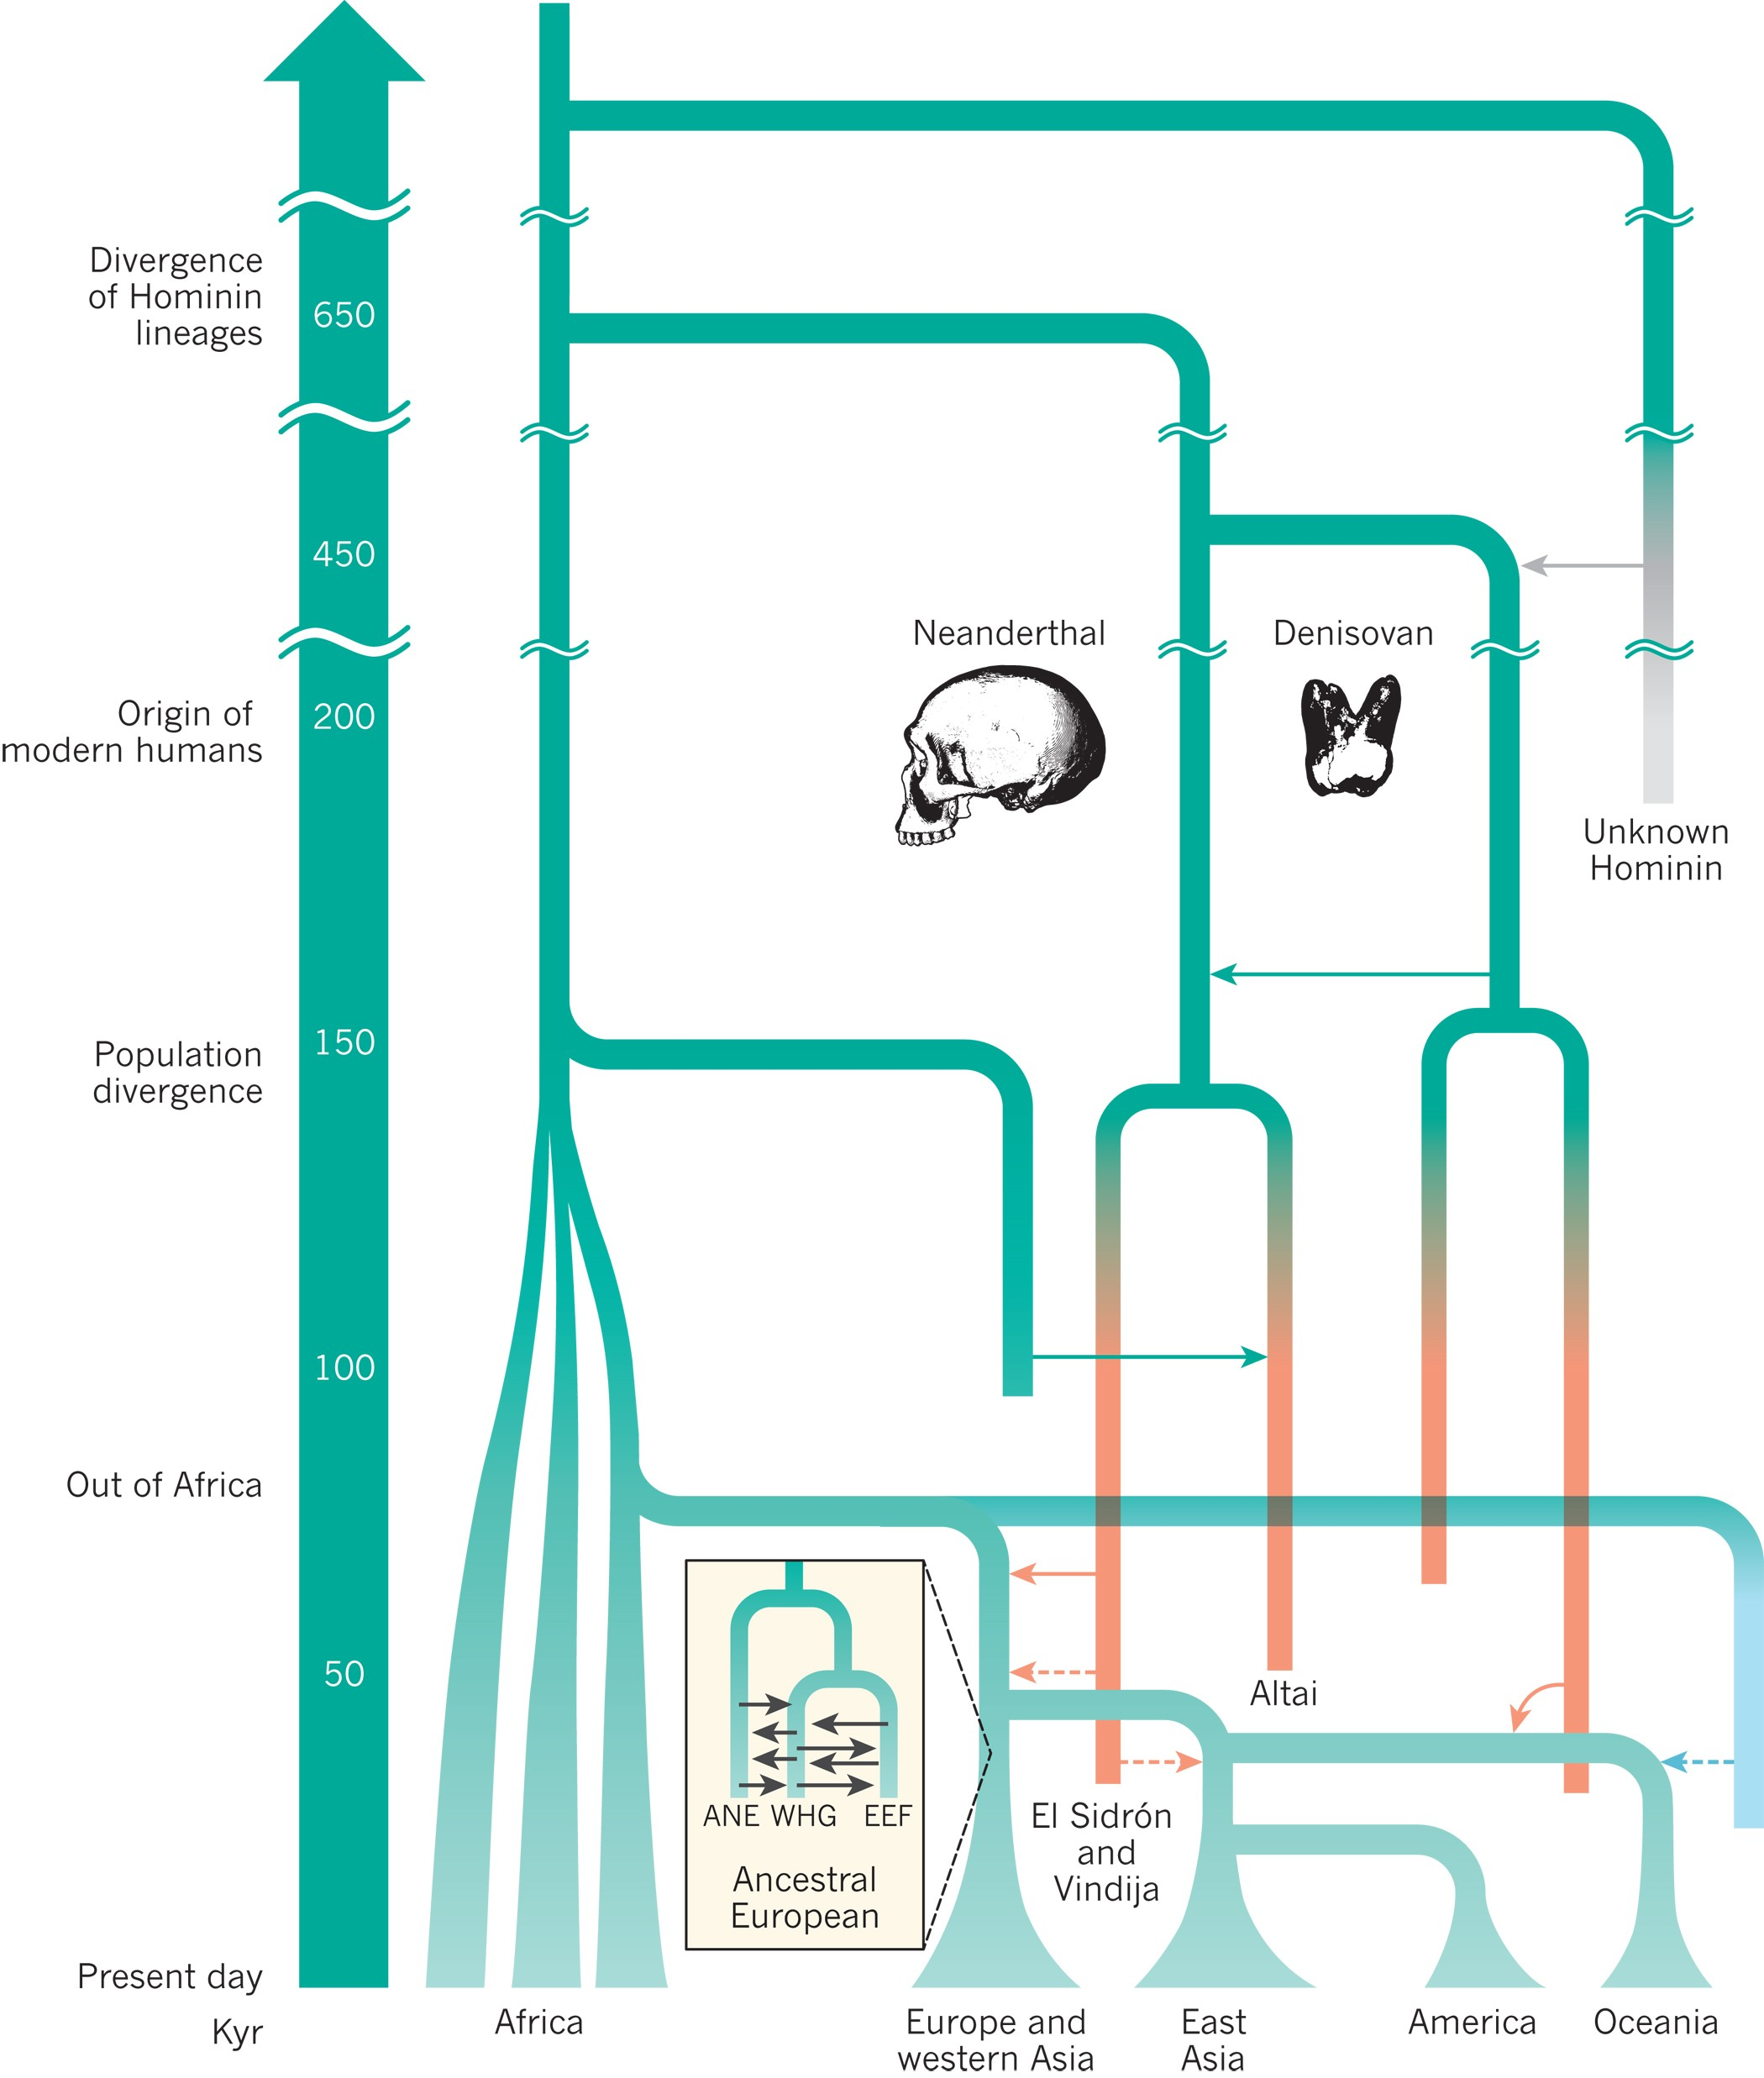 Divergence
of Hominin
lineages
650
450
Neanderthal
Denisovan
Origin of
modern humans
200
Unknown
Hominin
Population
divergence
150
100
Out of Africa
50
Altai
ANE WHG EEF
Ancestral
European
El Sidrón
and
Vindija
Present day
Kyr
Africa
Europe and
western Asia
East
Asia
America
Oceania